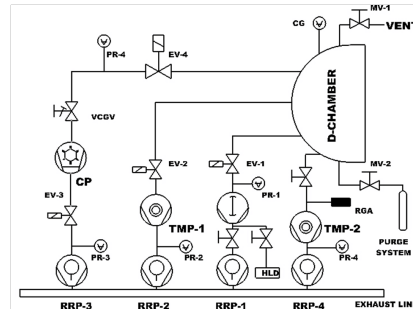 MV-1
CG
VENT
PR-4
EV-4
D-CHAMBER
VCGV
CP
EV-2
EV-1
MV-2
EV-3
PR-1
RGA
TMP-1
TMP-2
PURGE
SYSTEM
PR-3
PR-2
HLD
PR-4
RRP-3
RRP-2
RRP-1
RRP-4
EXHAUST LIN